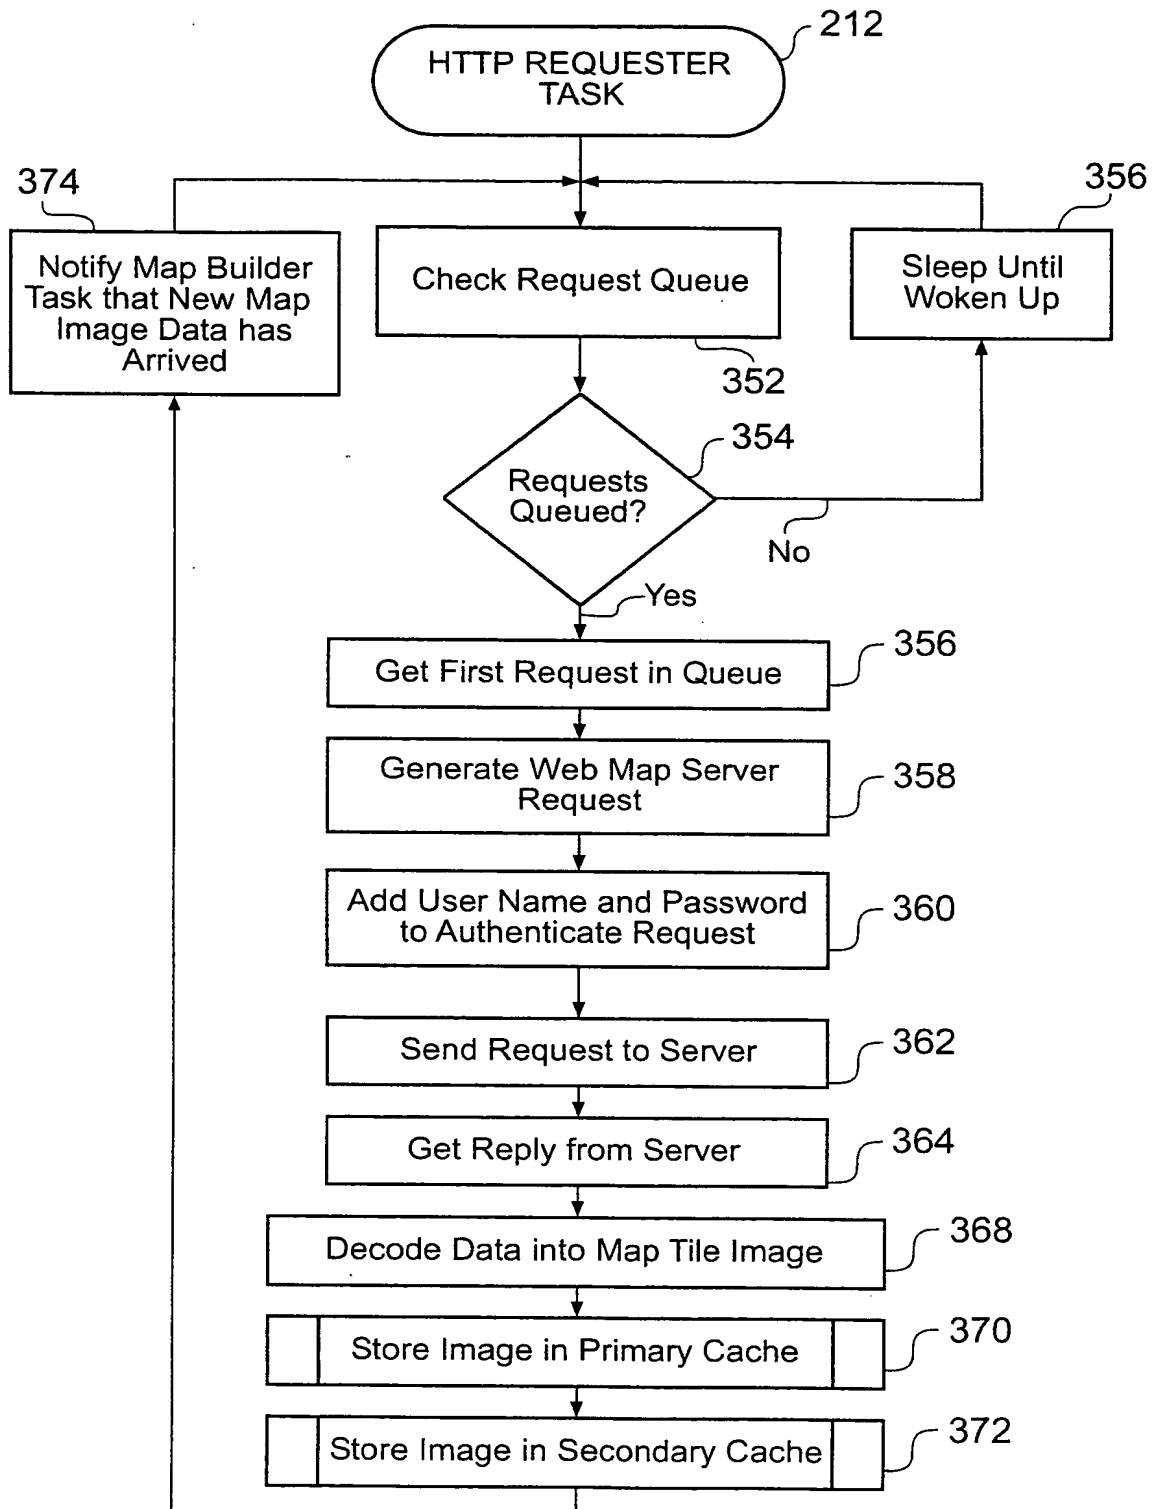 212
HTTP REQUESTER
TASK
374
356
Notify Map Builder
Task that New Map
Image Data has
Arrived
Check Request Queue
Sleep Until
Woken Up
352
354
Requests
Queued?
No
Yes
356
Get First Request in Queue
Generate Web Map Server
Request
358
Add User Name and Password
to Authenticate Request
360
Send Request to Server
362
Get Reply from Server
364
Decode Data into Map Tile Image
368
Store Image in Primary Cache
370
Store Image in Secondary Cache
372